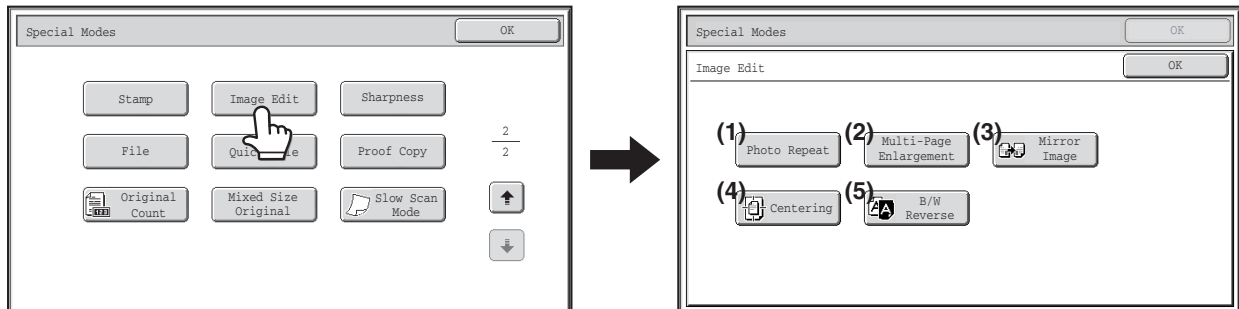 Special Modes
OK
Stamp
Image Edit
Sharpness
File
Proof Copy
Original
Count
Mixed Size
Original
Slow Scan
Mode
2
2
Special Modes
OK
Image Edit
OK
(1)
Photo Repeat
(2)
Multi-Page
Enlargement
(3)
Mirror
Image
(4)
Centering
(5)
B/W
Reverse